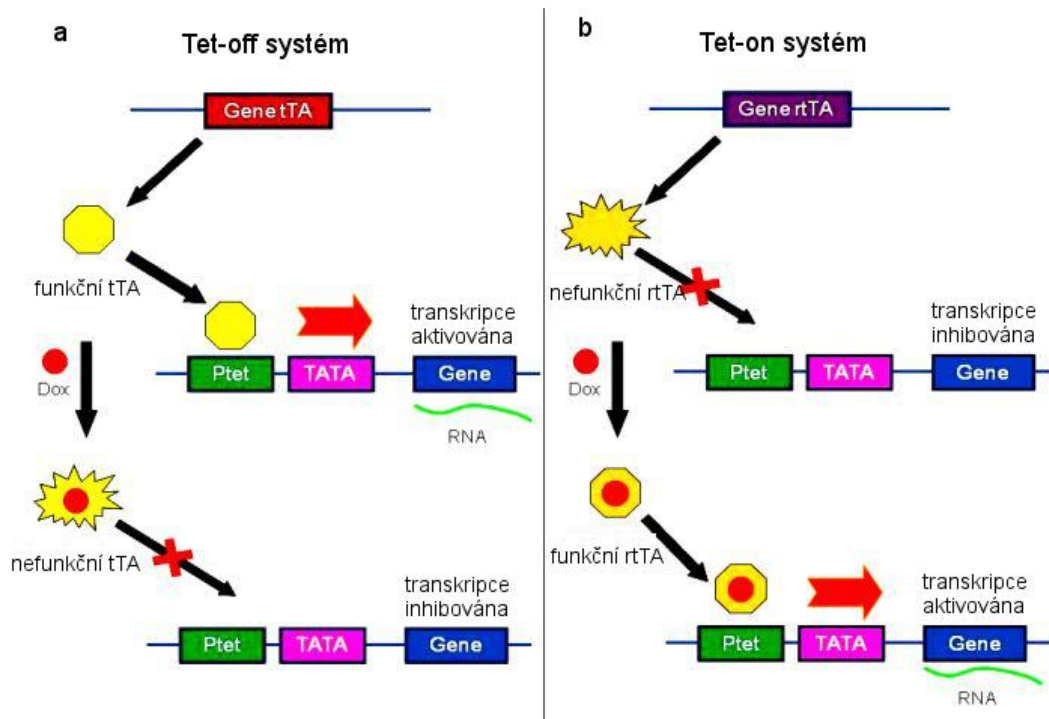 a
Tet-off systém
Gene tTA
funkční tTA
transkripce
aktivována
Ptet
TATA
Gene
RNA
Dox
nefunkční tTA
transkripce
inhibována
Ptet
TATA
Gene
b
Tet-on systém
Gene rtTA
nefunkční rtTA
transkripce
inhibována
Ptet
TATA
Gene
Dox
funkční rtTA
transkripce
aktivována
Ptet
TATA
Gene
RNA